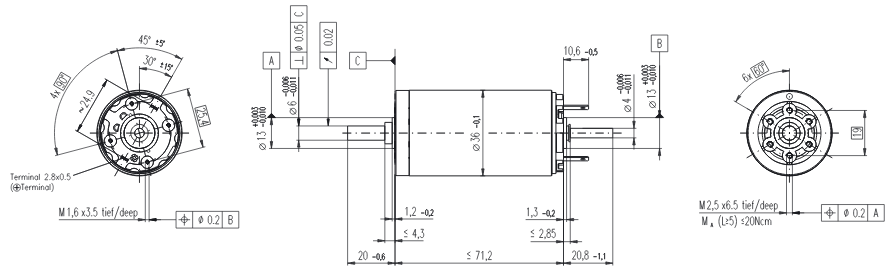 45° ±5°
30° ±15°
4x 90°
~24.9
25.4
Terminal 2.8x0.5
(⊕Terminal)
M1,6 x3.5 tief/deep
⌖ ⌀ 0.2 B
A
⌀13 +0,003 -0,010
⌀6 -0,006 -0,011
⊥ ⌀ 0.05 C
↗ 0.02
C
⌀36 -0,1
10,6 -0,5
⌀4 -0,006 -0,011
⌀13 +0,003 -0,010
B
1,2 -0,2
≤ 4,3
20 -0,6
≤ 71,2
1,3 -0,2
≤ 2,85
20,8 -1,1
6x 60°
19
M2,5 x6.5 tief/deep
M A (L≥5) ≤20Ncm
⌖ ⌀ 0.2 A